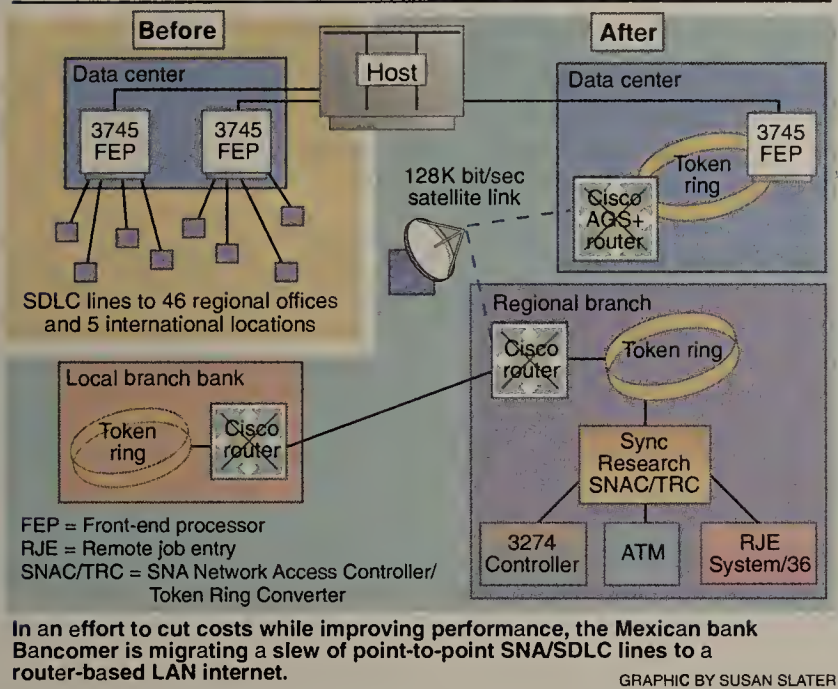 Before
Data center
3745
FEP
3745
FEP
SDLC lines to 46 regional offices
and 5 international locations
Host
After
Data center
3745
FEP
Token
ring
Cisco
AGS+
router
128K bit/sec
satellite link
Regional branch
Cisco
router
Token ring
Sync
Research
SNAC/TRC
3274
Controller
ATM
RJE
System/36
Local branch bank
Token
ring
Cisco
router
FEP = Front-end processor
RJE = Remote job entry
SNAC/TRC = SNA Network Access Controller/
Token Ring Converter
In an effort to cut costs while improving performance, the Mexican bank
Bancomer is migrating a slew of point-to-point SNA/SDLC lines to a
router-based LAN internet.
GRAPHIC BY SUSAN SLATER